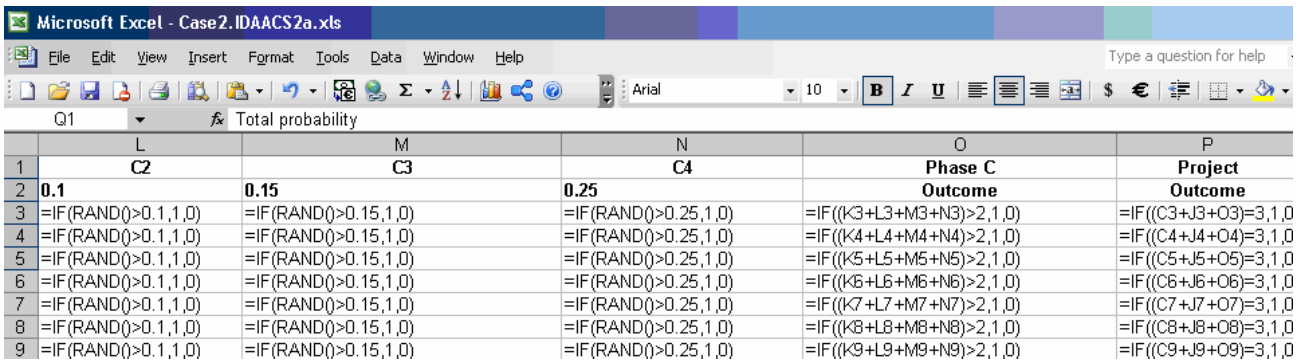 Microsoft Excel - Case2.IDAACS2a.xls
File Edit View Insert Format Tools Data Window Help Type a question for help
Σ Arial 10 B I U $ €
Q1 fx Total probability
L M N O P
1 C2 C3 C4 Phase C Project
2 0.1 0.15 0.25 Outcome Outcome
3 =IF(RAND()>0.1,1,0) =IF(RAND()>0.15,1,0) =IF(RAND()>0.25,1,0) =IF((K3+L3+M3+N3)>2,1,0) =IF((C3+J3+O3)=3,1,0
4 =IF(RAND()>0.1,1,0) =IF(RAND()>0.15,1,0) =IF(RAND()>0.25,1,0) =IF((K4+L4+M4+N4)>2,1,0) =IF((C4+J4+O4)=3,1,0
5 =IF(RAND()>0.1,1,0) =IF(RAND()>0.15,1,0) =IF(RAND()>0.25,1,0) =IF((K5+L5+M5+N5)>2,1,0) =IF((C5+J5+O5)=3,1,0
6 =IF(RAND()>0.1,1,0) =IF(RAND()>0.15,1,0) =IF(RAND()>0.25,1,0) =IF((K6+L6+M6+N6)>2,1,0) =IF((C6+J6+O6)=3,1,0
7 =IF(RAND()>0.1,1,0) =IF(RAND()>0.15,1,0) =IF(RAND()>0.25,1,0) =IF((K7+L7+M7+N7)>2,1,0) =IF((C7+J7+O7)=3,1,0
8 =IF(RAND()>0.1,1,0) =IF(RAND()>0.15,1,0) =IF(RAND()>0.25,1,0) =IF((K8+L8+M8+N8)>2,1,0) =IF((C8+J8+O8)=3,1,0
9 =IF(RAND()>0.1,1,0) =IF(RAND()>0.15,1,0) =IF(RAND()>0.25,1,0) =IF((K9+L9+M9+N9)>2,1,0) =IF((C9+J9+O9)=3,1,0